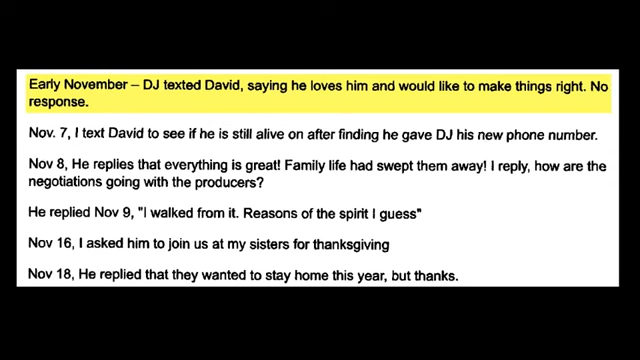 Early November – DJ texted David, saying he loves him and would like to make things right. No
response.
Nov. 7, I text David to see if he is still alive on after finding he gave DJ his new phone number.
Nov 8, He replies that everything is great! Family life had swept them away! I reply, how are the
negotiations going with the producers?
He replied Nov 9, "I walked from it. Reasons of the spirit I guess"
Nov 16, I asked him to join us at my sisters for thanksgiving
Nov 18, He replied that they wanted to stay home this year, but thanks.